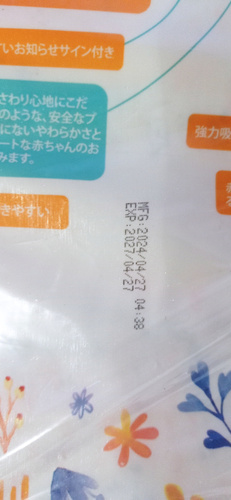 いお知らせサイン付き
さわり心地にこだ
のような、安全なプ
にないやわらかさと
ートな赤ちゃんのお
みます。
強力吸
きやすい
MFG:2024/04/27 04:38
EXP:2027/04/27